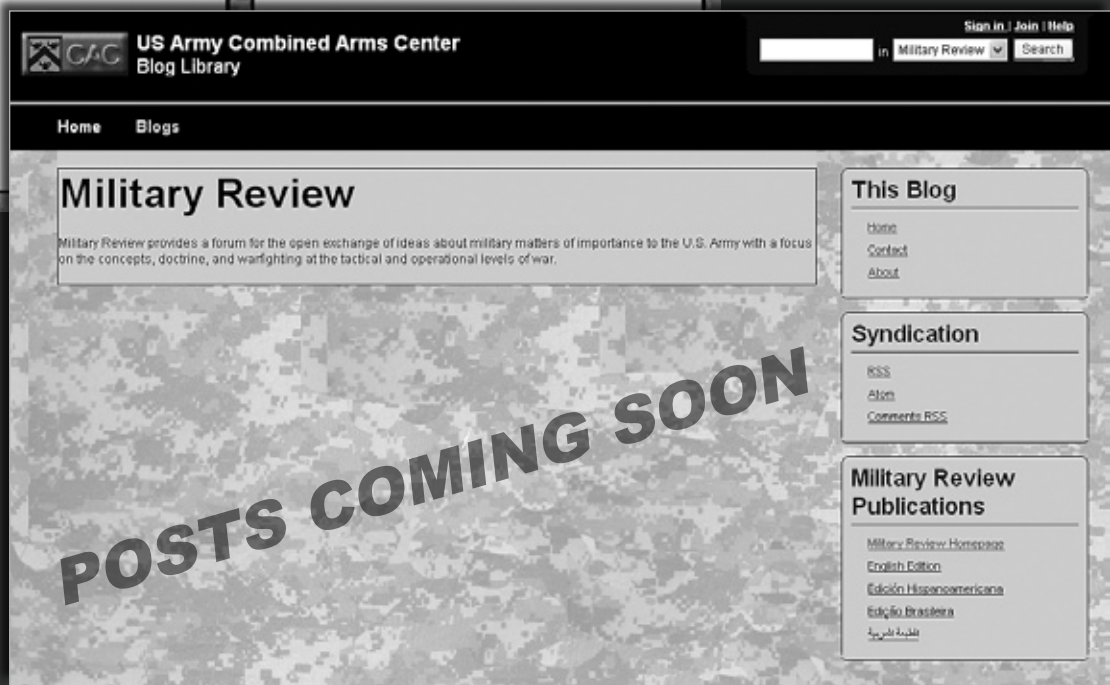 Sign in | Join | Help
CAC
US Army Combined Arms Center
Blog Library
in Military Review Search
Home Blogs
Military Review
Military Review provides a forum for the open exchange of ideas about military matters of importance to the U.S. Army with a focus
on the concepts, doctrine, and warfighting at the tactical and operational levels of war.
POSTS COMING SOON
This Blog
Home
Contact
About
Syndication
RSS
Atom
Comments RSS
Military Review
Publications
Military Review Homepage
English Edition
Edición Hispanoamericana
Edição Brasileira